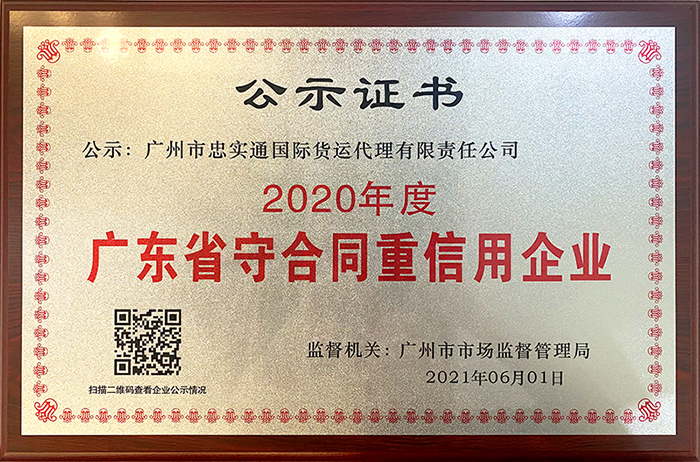 公示证书
公示：广州市忠实通国际货运代理有限责任公司
2020年度
广东省守合同重信用企业
监督机关：广州市市场监督管理局
2021年06月01日
扫描二维码查看企业公示情况